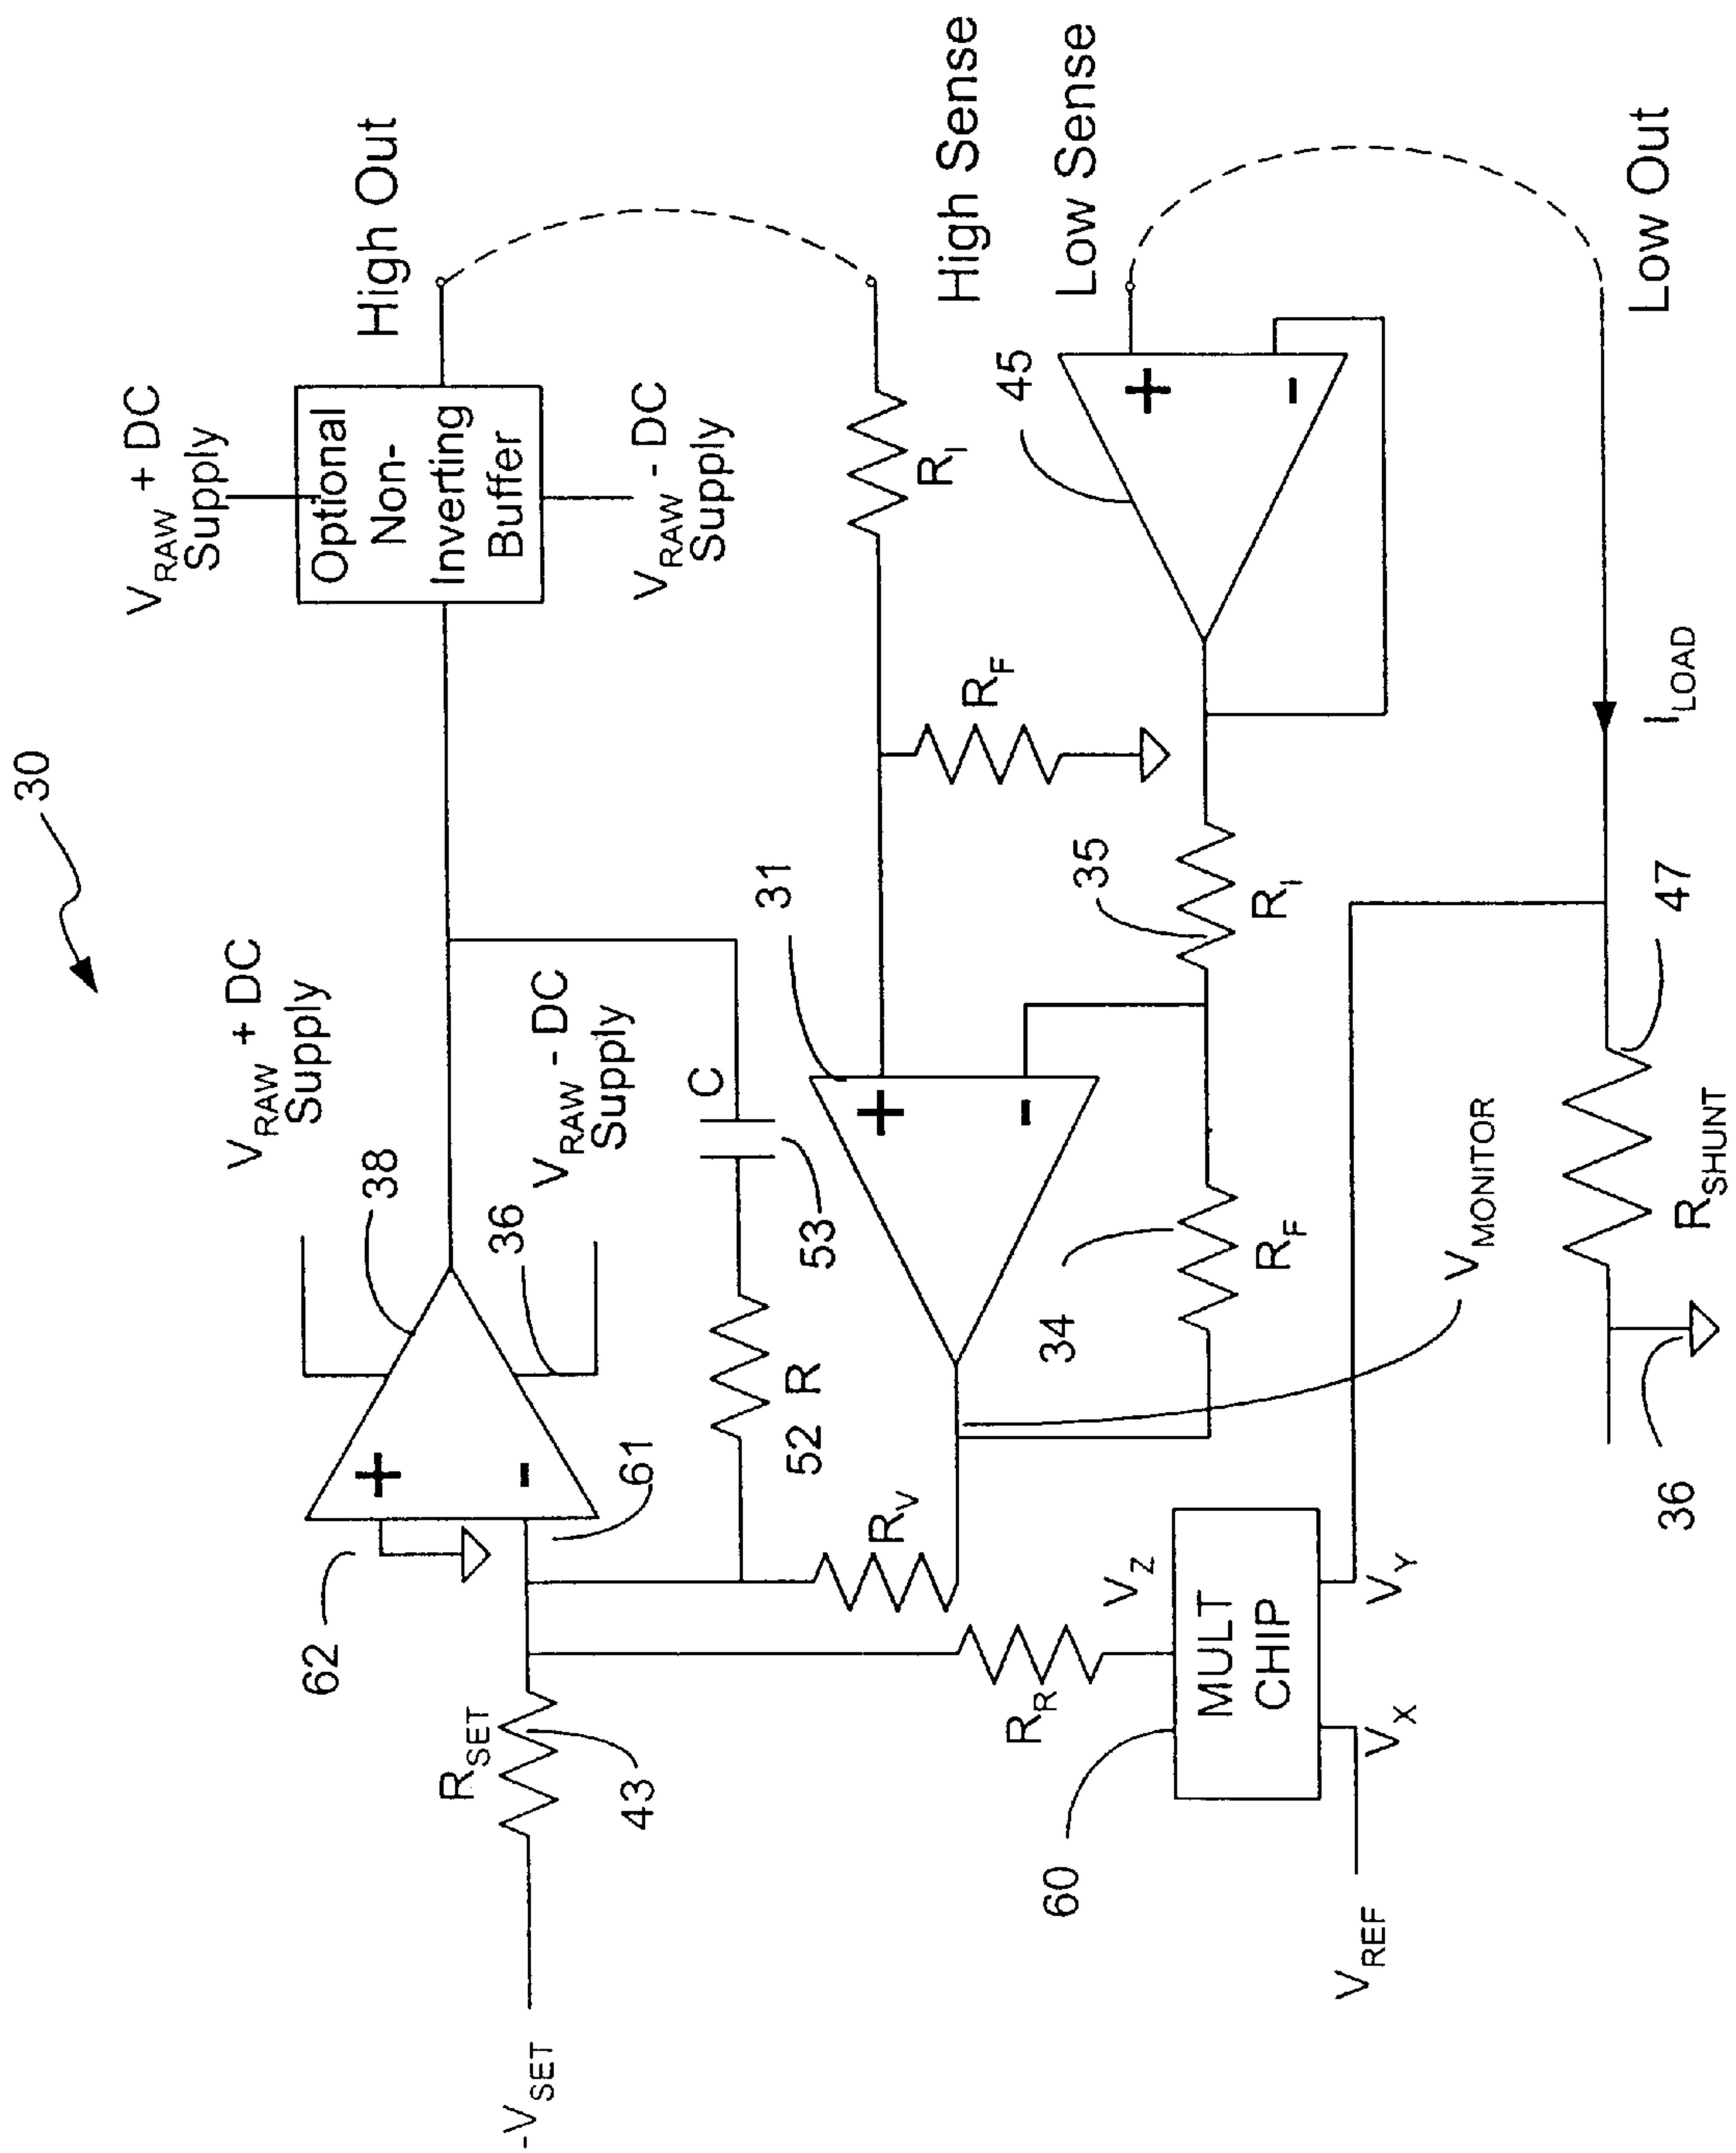 30
V_RAW + DC
Supply
V_RAW + DC
Supply
High Out
Optional
Non-
Inverting
Buffer
38
+
-
36
V_RAW - DC
Supply
V_RAW - DC
Supply
62
61
R_SET
43
-V_SET
52 R
C
53
R_V
31
+
-
R_I
High Sense
Low Sense
R_F
45
+
-
R_R
V_Z
60
MULT
CHIP
V_X
V_Y
V_REF
34
R_F
35
R_I
V_MONITOR
36
R_SHUNT
47
I_LOAD
Low Out